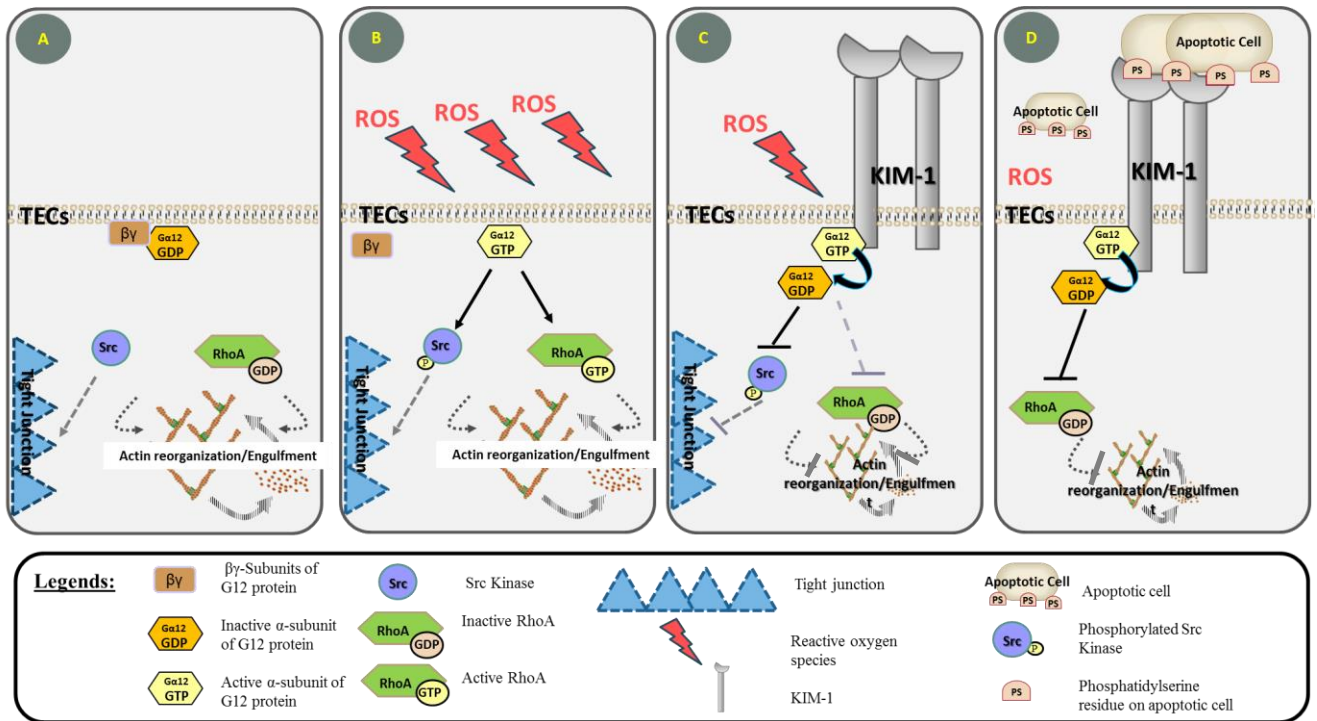 A
TECs
βγ
Gα12
GDP
Src
RhoA
GDP
Tight Junction
Actin reorganization/Engulfment
B
ROS
ROS
ROS
TECs
βγ
Gα12
GTP
Src
P
RhoA
GTP
Tight Junction
Actin reorganization/Engulfment
C
ROS
KIM-1
TECs
Gα12
GTP
Gα12
GDP
Src
P
RhoA
GDP
Tight Junction
Actin
reorganization/Engulfmen
t
D
Apoptotic Cell
PS
PS
PS
PS
Apoptotic Cell
PS
PS
PS
ROS
KIM-1
TECs
Gα12
GTP
Gα12
GDP
RhoA
GDP
Actin
reorganization/Engulfmen
t
Legends:
βγ
βγ-Subunits of
G12 protein
Gα12
GDP
Inactive α-subunit
of G12 protein
Gα12
GTP
Active α-subunit of
G12 protein
Src
Src Kinase
RhoA
GDP
Inactive RhoA
RhoA
GTP
Active RhoA
Tight junction
Reactive oxygen
species
KIM-1
Apoptotic Cell
PS
PS
PS
Apoptotic cell
Src
P
Phosphorylated Src
Kinase
PS
Phosphatidylserine
residue on apoptotic cell